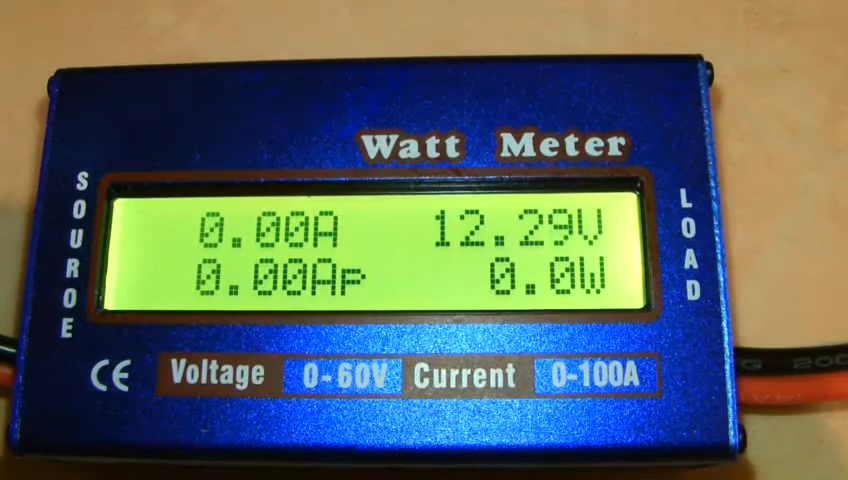 Watt Meter
SOUROE
0.00A 12.29V
0.00Ap 0.0W
LOAD
CE
Voltage 0-60V Current 0-100A
G 200